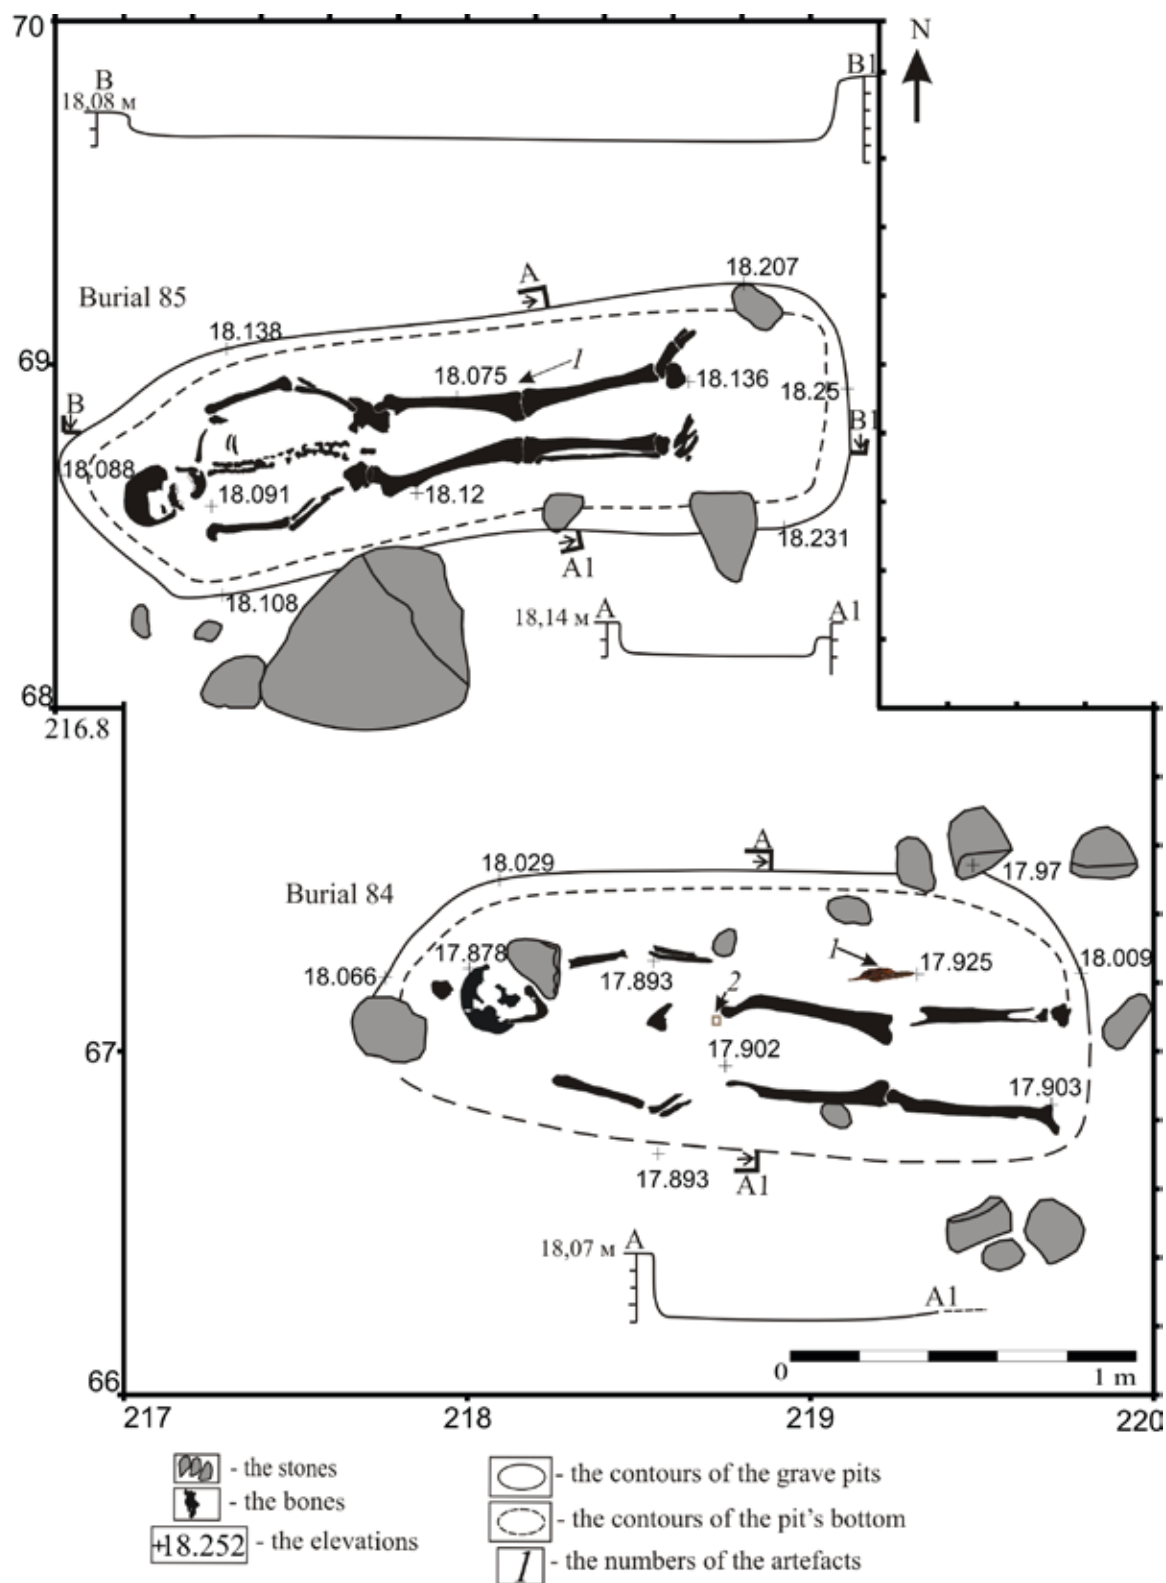 70
N
B
B1
18,08 м
18.207
A
Burial 85
18.138
1
69
18.075
18.136
18.25
B
B1
18.088
18.091
18.12
18.231
A1
18.108
18,14 м
A
A1
68
216.8
A
18.029
17.97
Burial 84
17.878
1
18.066
17.893
2
17.925
18.009
67
17.902
17.903
17.893
A1
18,07 м
A
A1
0
1 m
66
217
218
219
220
- the stones
- the contours of the grave pits
- the bones
- the contours of the pit's bottom
+18.252 - the elevations
1 - the numbers of the artefacts